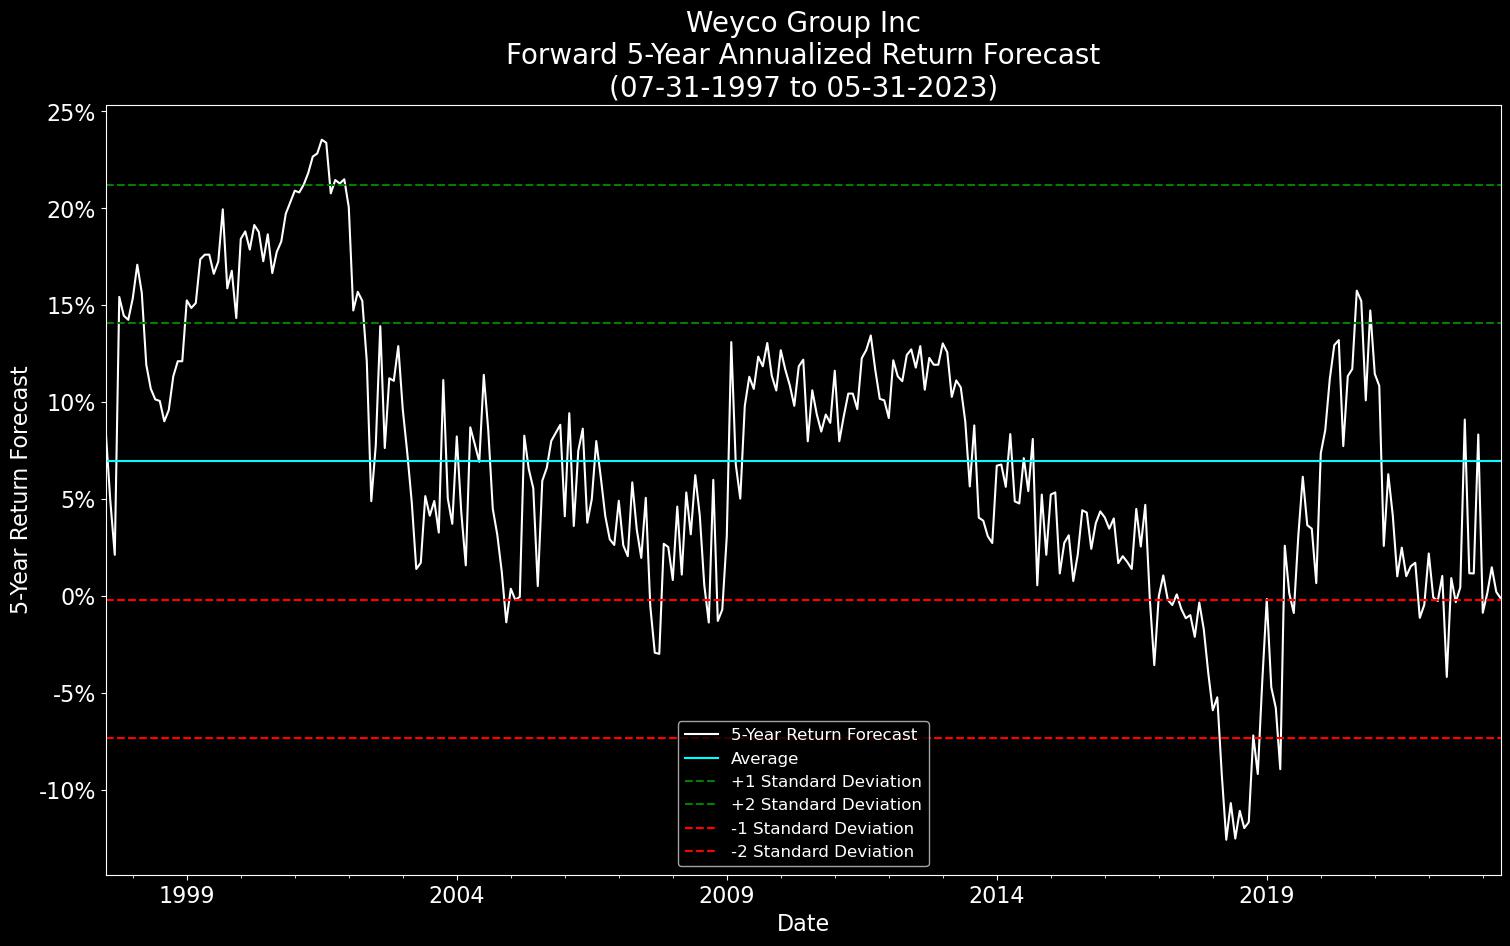 Weyco Group Inc
Forward 5-Year Annualized Return Forecast
(07-31-1997 to 05-31-2023)
25%
20%
15%
10%
5%
0%
-5%
-10%
5-Year Return Forecast
5-Year Return Forecast
Average
+1 Standard Deviation
+2 Standard Deviation
-1 Standard Deviation
-2 Standard Deviation
1999 2004 2009 2014 2019
Date